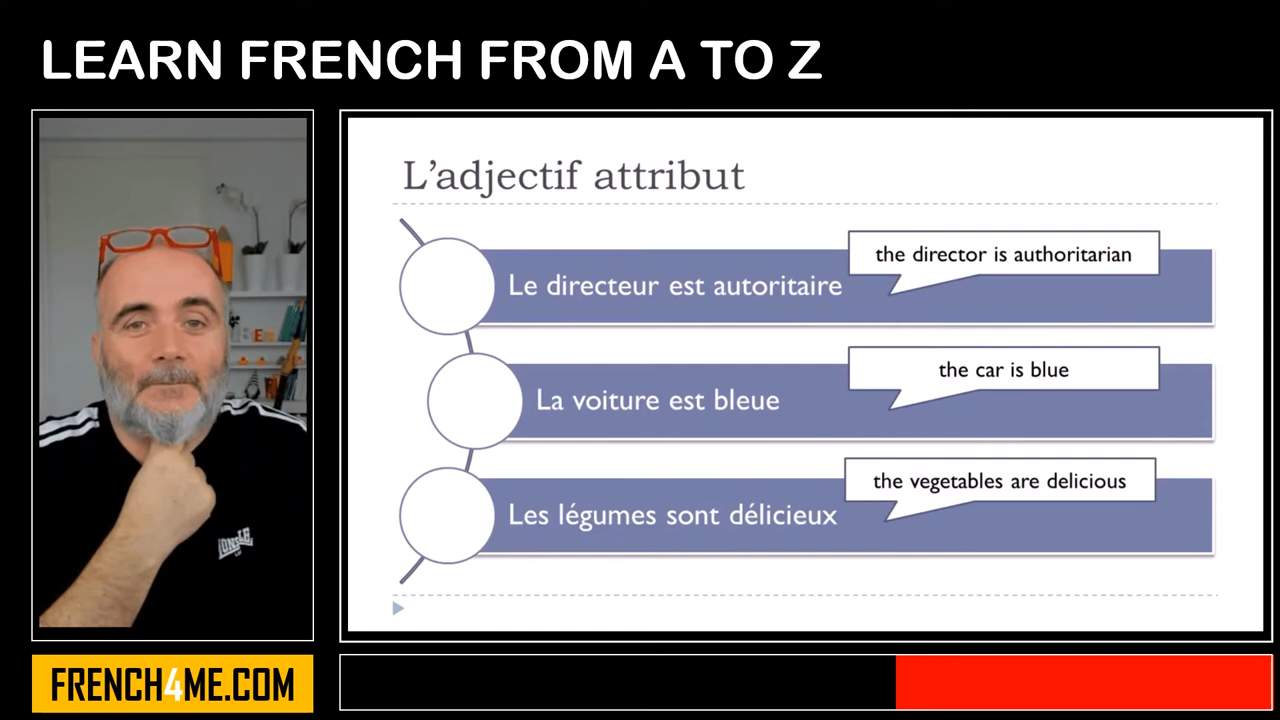 LEARN FRENCH FROM A TO Z
L'adjectif attribut
the director is authoritarian
Le directeur est autoritaire
the car is blue
La voiture est bleue
the vegetables are delicious
Les légumes sont délicieux
LONSDALE
FRENCH4ME.COM